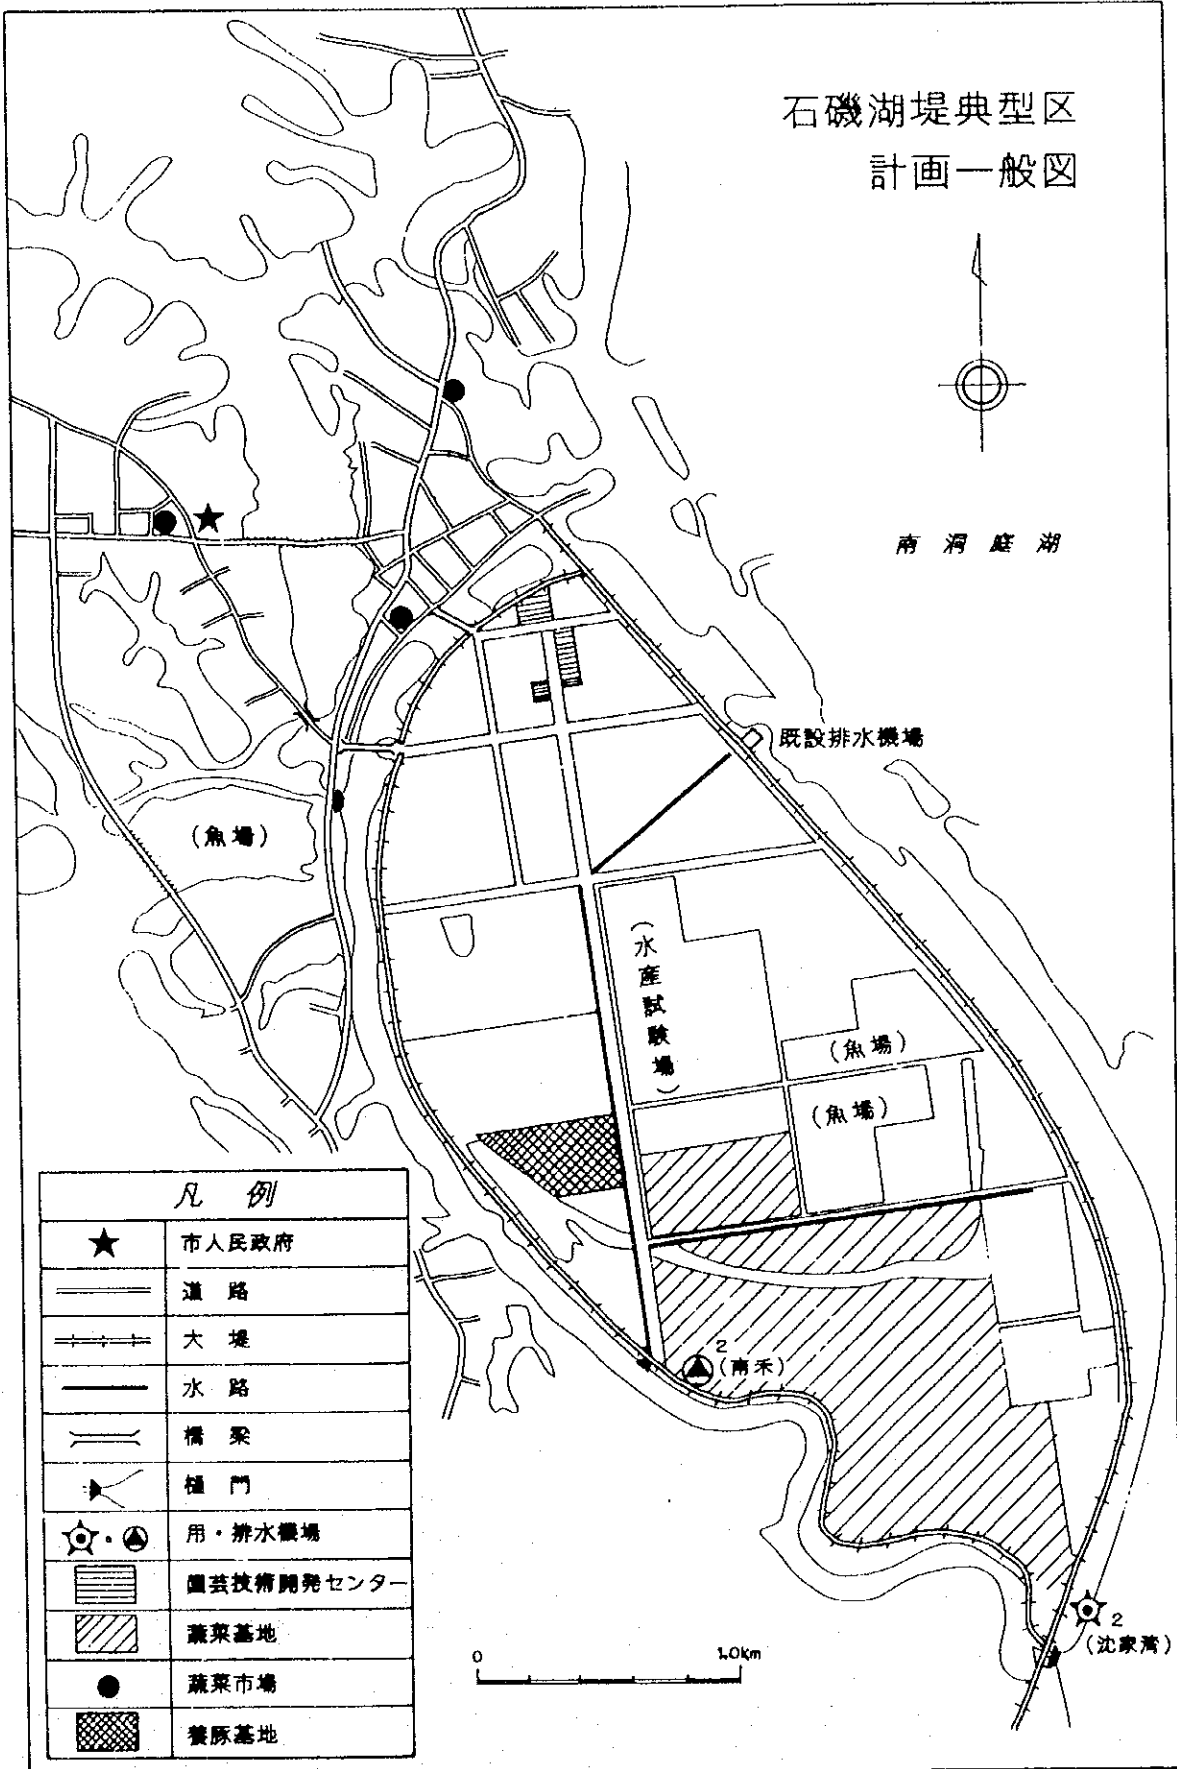 石磯湖堤典型区
計画一般図
南洞庭湖
既設排水機場
(魚場)
(水産試験場)
(魚場)
(魚場)
2
(南禾)
2
(沈家湾)
0
1.0km
凡例
市人民政府
道路
大堤
水路
橋梁
樋門
用・排水機場
園芸技術開発センター
蔬菜基地
蔬菜市場
養豚基地